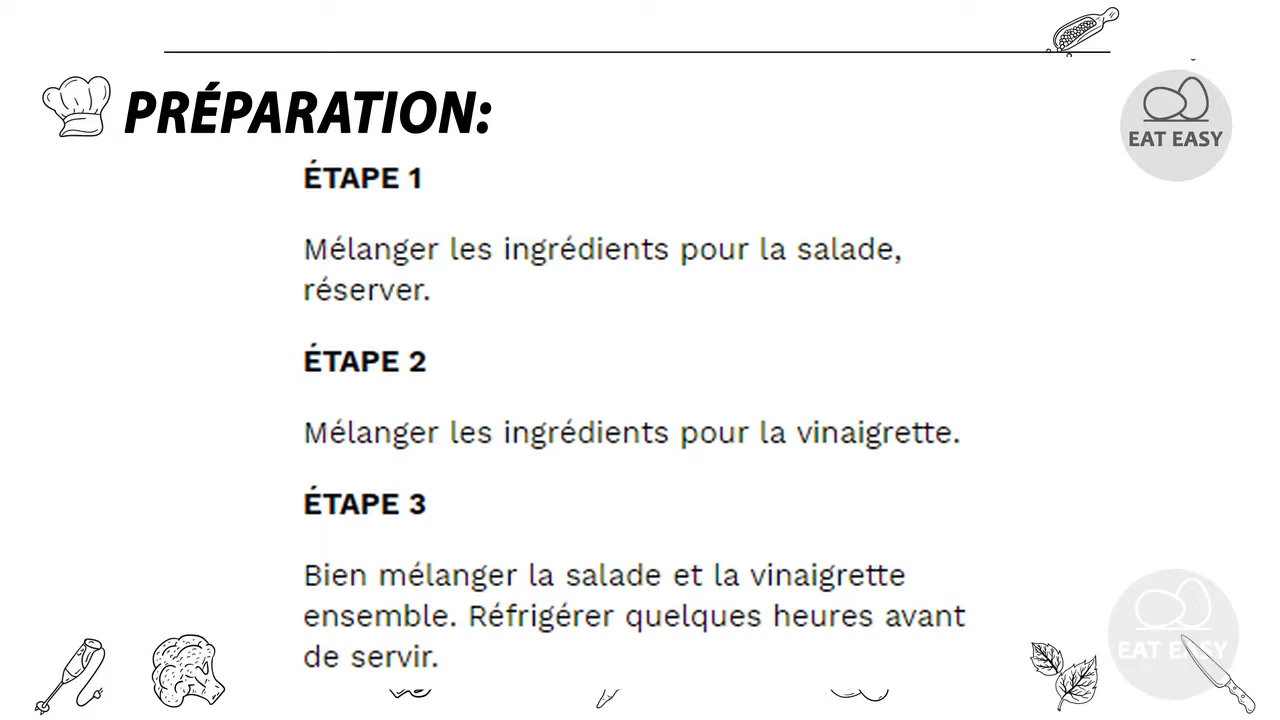 PRÉPARATION:
EAT EASY
ÉTAPE 1
Mélanger les ingrédients pour la salade,
réserver.
ÉTAPE 2
Mélanger les ingrédients pour la vinaigrette.
ÉTAPE 3
Bien mélanger la salade et la vinaigrette
ensemble. Réfrigérer quelques heures avant
de servir.
EAT EASY